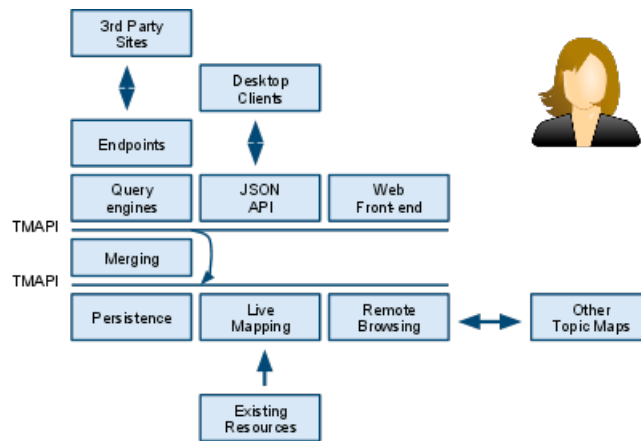 3rd Party
Sites
Desktop
Clients
Endpoints
Query
engines
JSON
API
Web
Front-end
TMAPI
Merging
TMAPI
Persistence
Live
Mapping
Remote
Browsing
Other
Topic Maps
Existing
Resources